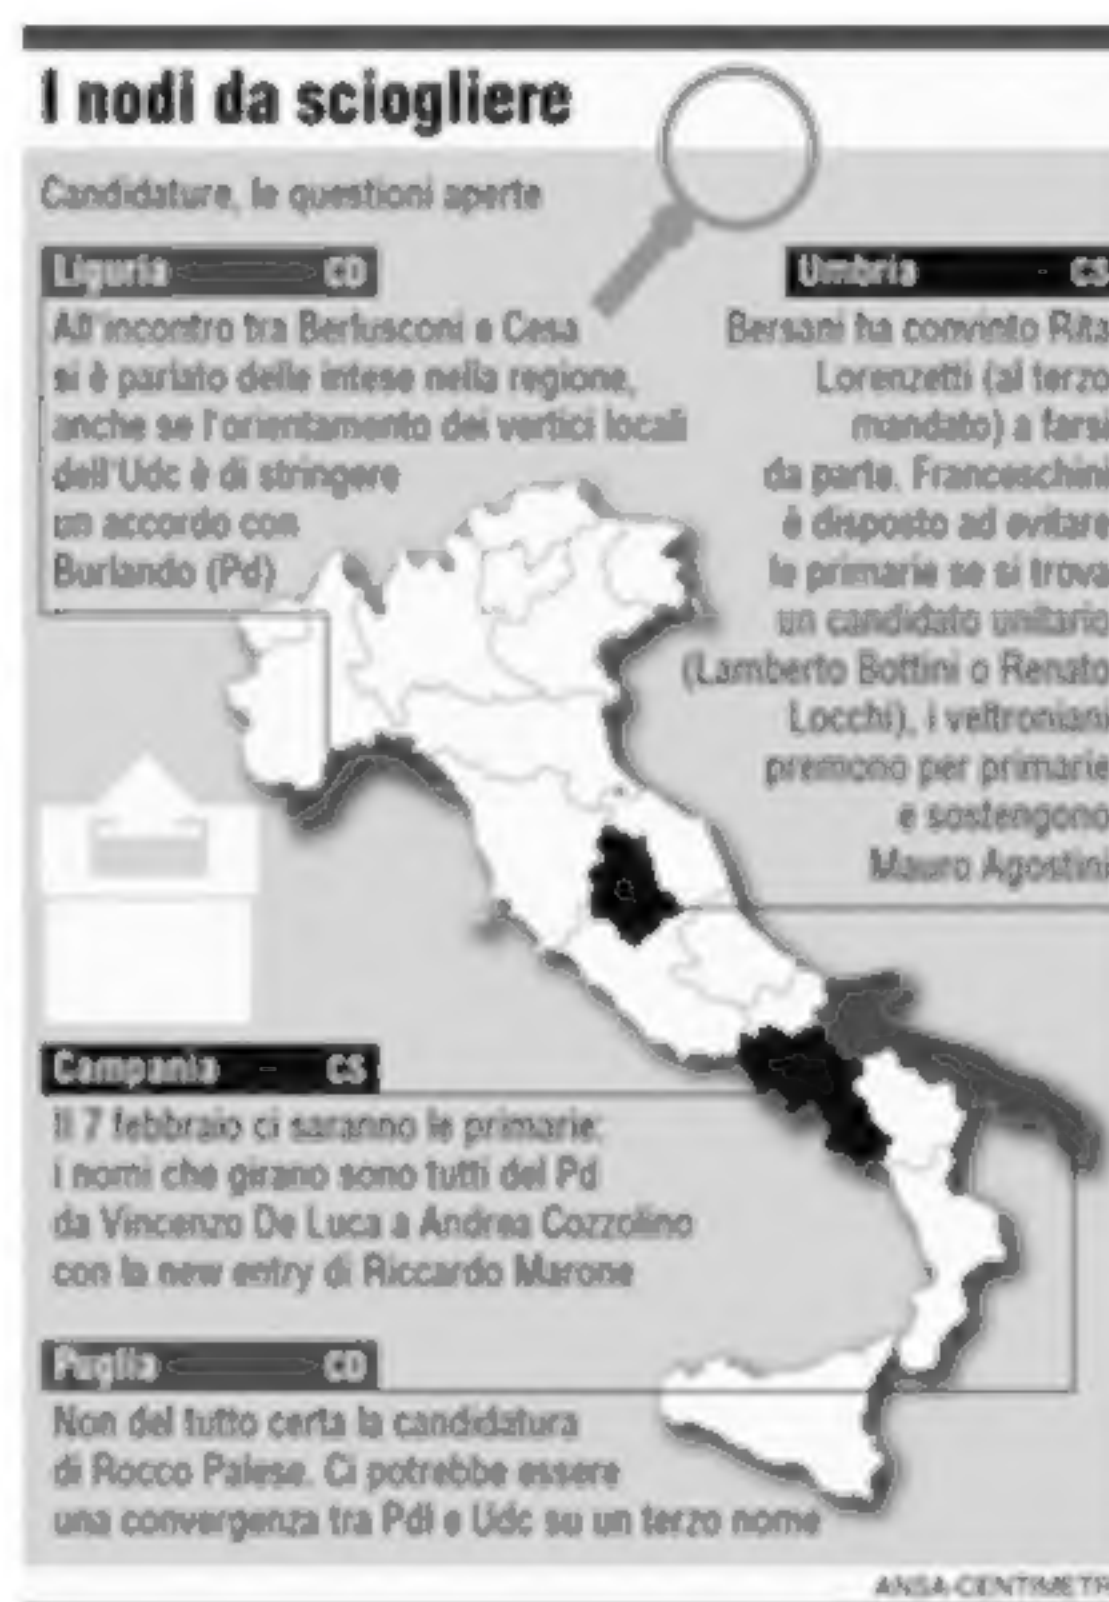 I nodi da sciogliere
Candidature, le questioni aperte
Liguria CD
All'incontro tra Berlusconi e Cesa
si è parlato delle intese nella regione,
anche se l'orientamento dei vertici locali
dell'Udc è di stringere
un accordo con
Burlando (Pd)
Umbria - CS
Bersani ha convinto Rita
Lorenzetti (al terzo
mandato) a farsi
da parte. Franceschini
è disposto ad evitare
le primarie se si trova
un candidato unitario
(Lamberto Bottini o Renato
Locchi), i veltroniani
premono per primarie
e sostengono
Mauro Agostini
Campania - CS
Il 7 febbraio ci saranno le primarie:
i nomi che girano sono tutti del Pd
da Vincenzo De Luca a Andrea Cozzolino
con la new entry di Riccardo Marone
Puglia CD
Non del tutto certa la candidatura
di Rocco Palese. Ci potrebbe essere
una convergenza tra Pdl e Udc su un terzo nome
ANSA-CENTIMETR